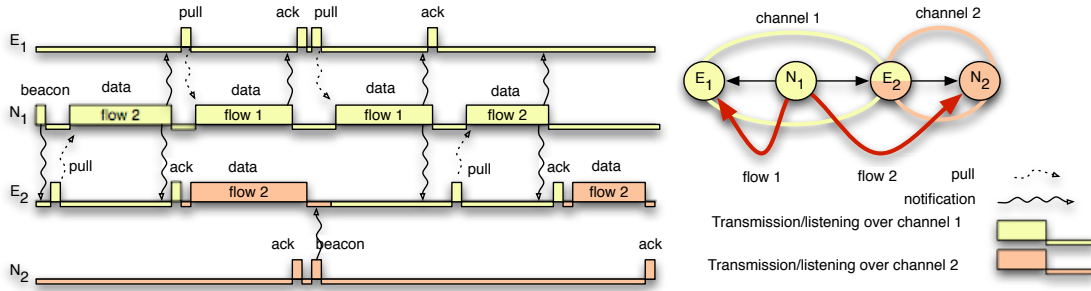 pull ack pull ack
E1
beacon data data data data
N1 flow 2 flow 1 flow 1 flow 2
pull ack data pull ack data
E2 flow 2 flow 2
ack beacon ack
N2
channel 1 channel 2
E1 N1 E2 N2
flow 1 flow 2
pull
notification
Transmission/listening over channel 1
Transmission/listening over channel 2